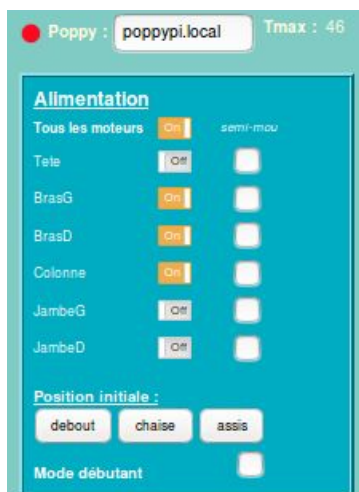 Poppy : poppypi.local Tmax : 46
Alimentation
Tous les moteurs On semi-mou
Tete Off
BrasG On
BrasD On
Colonne On
JambeG Off
JambeD Off
Position initiale :
debout chaise assis
Mode débutant